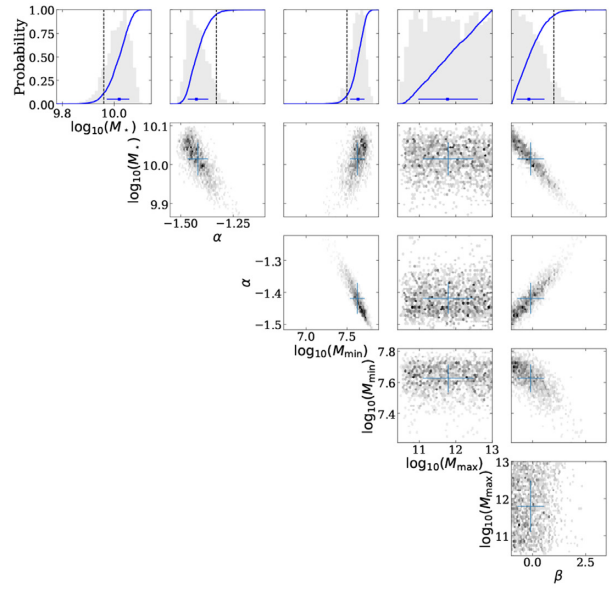 Probability
1.00
0.75
0.50
0.25
0.00
9.8 10.0
log₁₀(M⋆)
log₁₀(M⋆)
10.1
10.0
9.9
−1.50 −1.25
α
α
−1.3
−1.4
−1.5
7.0 7.5
log₁₀(Mmin)
log₁₀(Mmin)
7.8
7.6
7.4
11 12 13
log₁₀(Mmax)
log₁₀(Mmax)
13
12
11
0.0 2.5
β